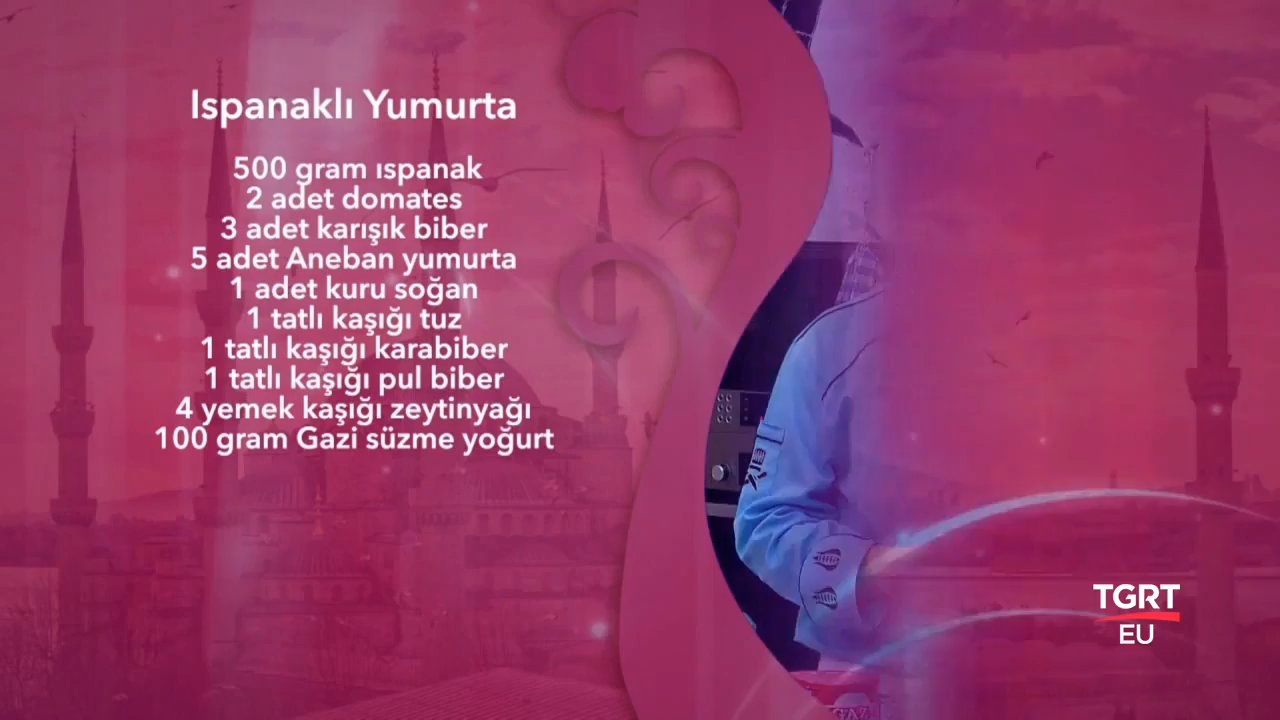 Ispanaklı Yumurta
500 gram ıspanak
2 adet domates
3 adet karışık biber
5 adet Aneban yumurta
1 adet kuru soğan
1 tatlı kaşığı tuz
1 tatlı kaşığı karabiber
1 tatlı kaşığı pul biber
4 yemek kaşığı zeytinyağı
100 gram Gazi süzme yoğurt
TGRT
EU